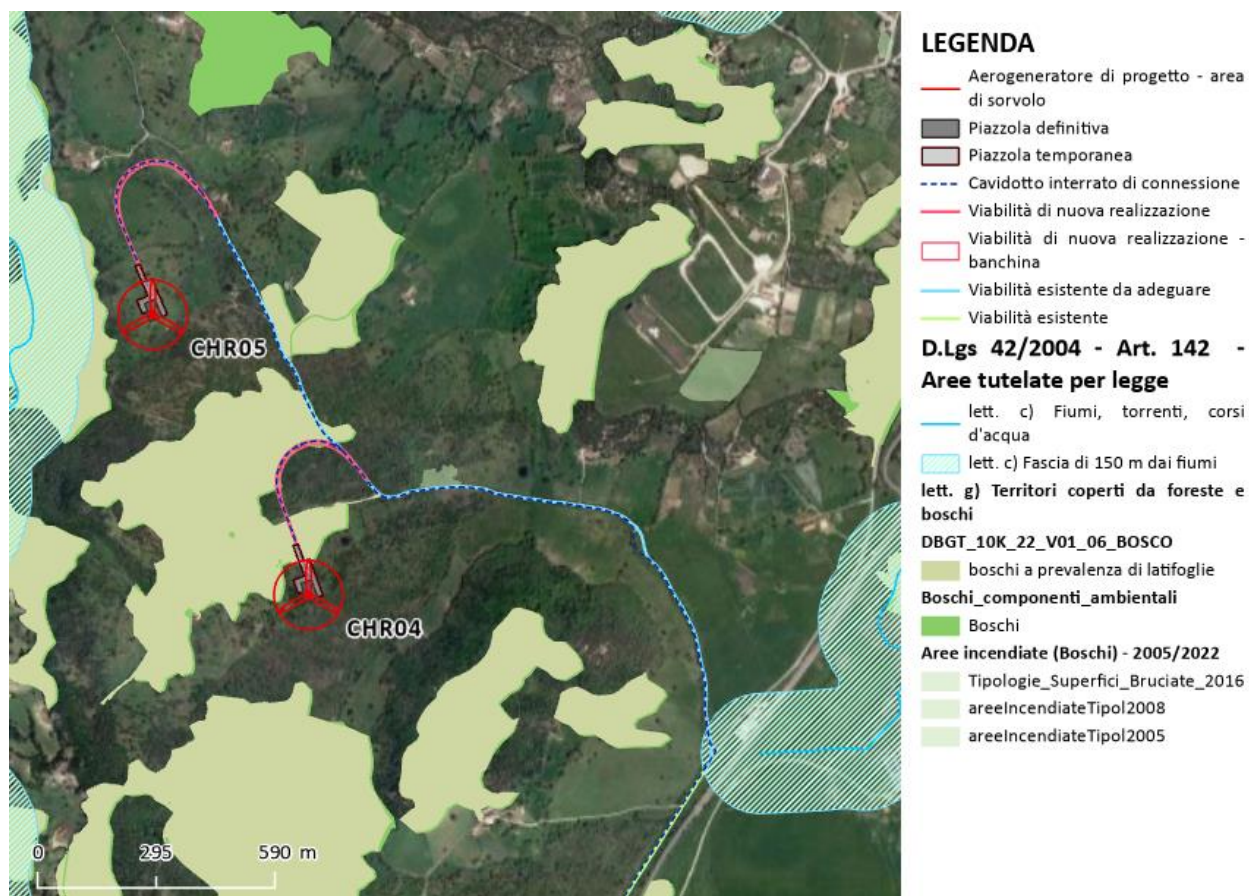 CHR05
CHR04
0 295 590 m
LEGENDA
Aerogeneratore di progetto - area
di sorvolo
Piazzola definitiva
Piazzola temporanea
Cavidotto interrato di connessione
Viabilità di nuova realizzazione
Viabilità di nuova realizzazione -
banchina
Viabilità esistente da adeguare
Viabilità esistente
D.Lgs 42/2004 - Art. 142 -
Aree tutelate per legge
lett. c) Fiumi, torrenti, corsi
d'acqua
lett. c) Fascia di 150 m dai fiumi
lett. g) Territori coperti da foreste e
boschi
DBGT_10K_22_V01_06_BOSCO
boschi a prevalenza di latifoglie
Boschi_componenti_ambientali
Boschi
Aree incendiate (Boschi) - 2005/2022
Tipologie_Superfici_Bruciate_2016
areeIncendiateTipol2008
areeIncendiateTipol2005